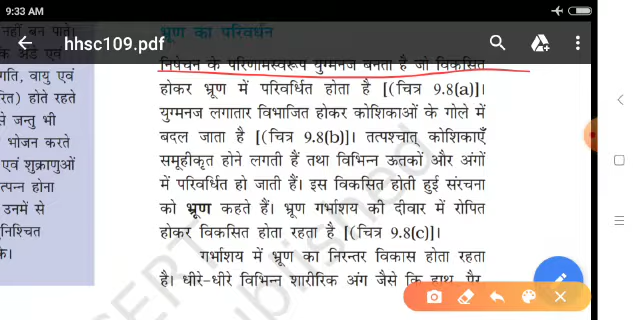 9:33 AM
hhsc109.pdf
भ्रूण का परिवर्धन
निषेचन के परिणामस्वरूप युग्मनज बनता है जो विकसित
होकर भ्रूण में परिवर्धित होता है [(चित्र 9.8(a)]।
युग्मनज लगातार विभाजित होकर कोशिकाओं के गोले में
बदल जाता है [(चित्र 9.8(b)]। तत्पश्चात् कोशिकाएँ
समूहीकृत होने लगती हैं तथा विभिन्न ऊतकों और अंगों
में परिवर्धित हो जाती हैं। इस विकसित होती हुई संरचना
को भ्रूण कहते हैं। भ्रूण गर्भाशय की दीवार में रोपित
होकर विकसित होता रहता है [(चित्र 9.8(c)]।
गर्भाशय में भ्रूण का निरन्तर विकास होता रहता
है। धीरे-धीरे विभिन्न शारीरिक अंग जैसे कि हाथ, पैर,
नहीं बन पाते।
के अंडे एवं
गति, वायु एवं
रित) होते रहते
से जन्तु भी
भोजन करते
एवं शुक्राणुओं
त्पन्न होना
उनमें से
निश्चित
के।